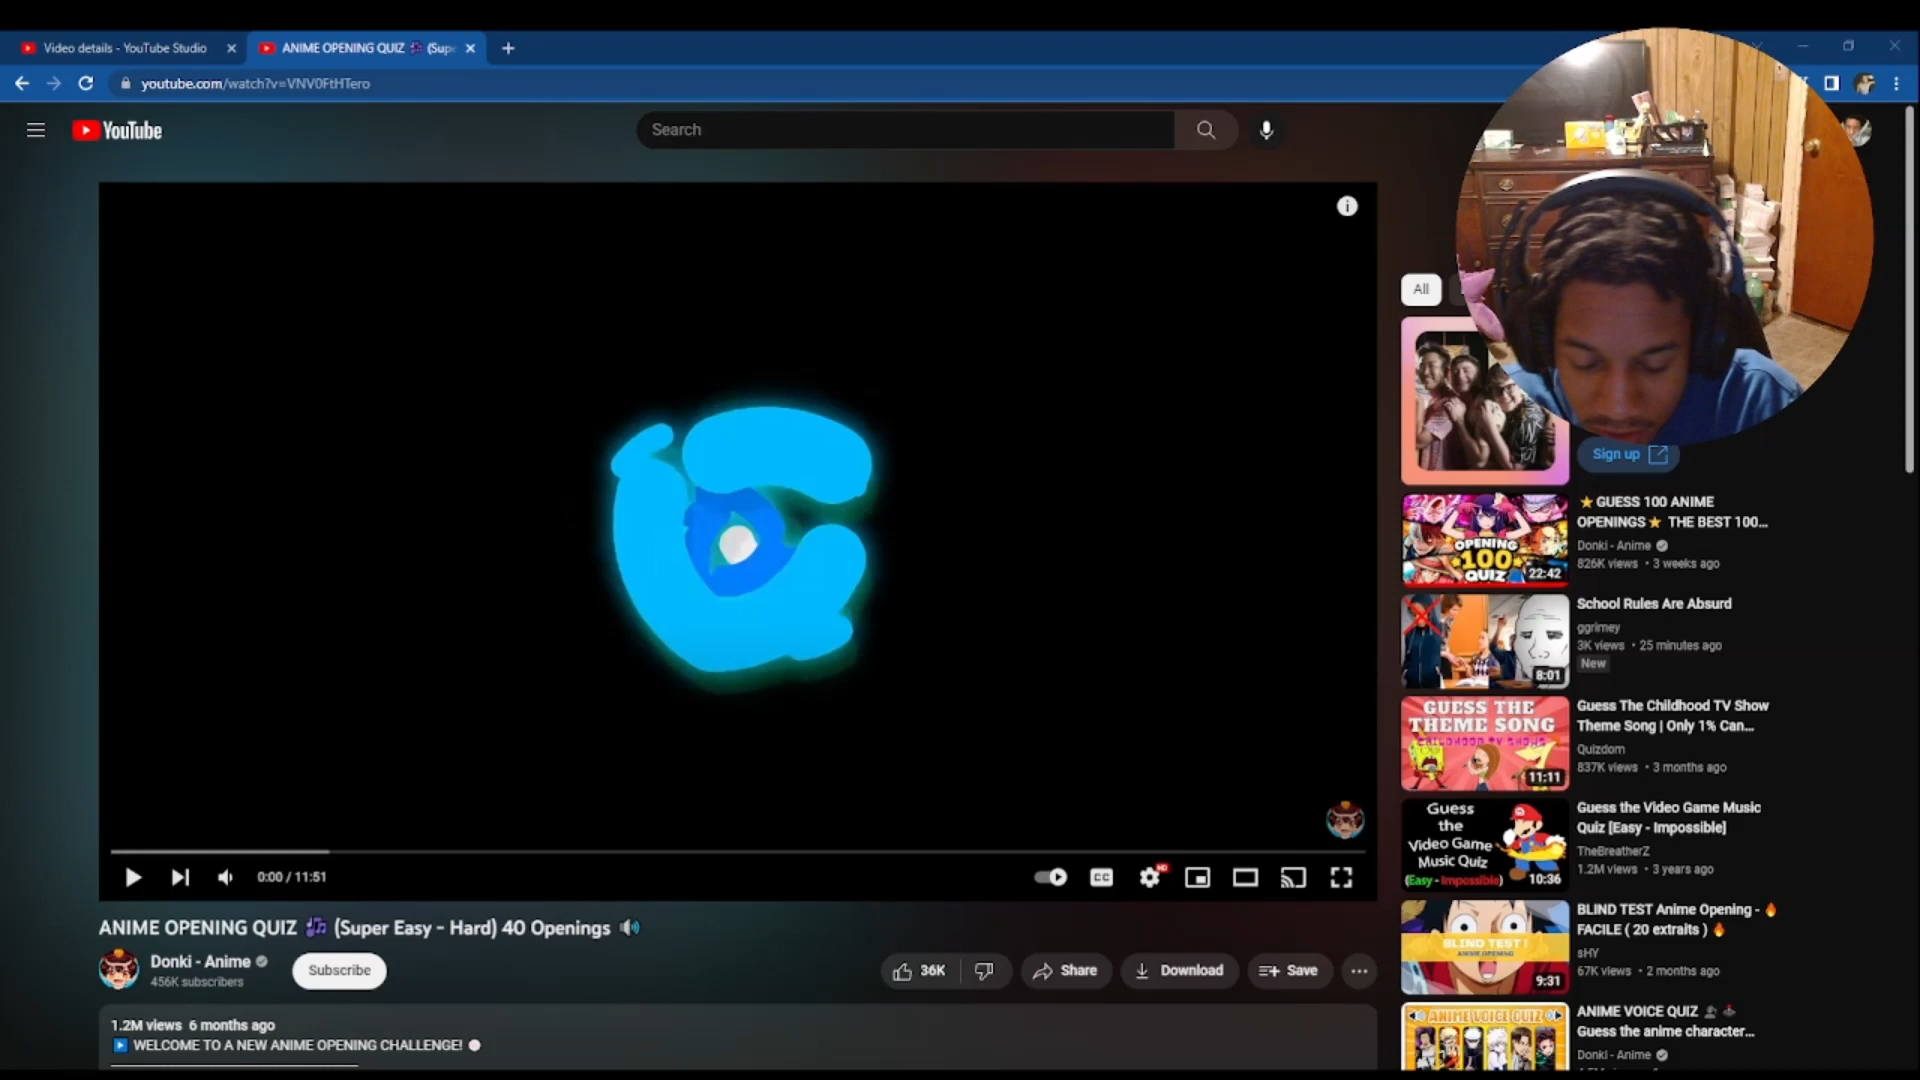 Video details - YouTube Studio
ANIME OPENING QUIZ 🎵 (Sup
youtube.com/watch?v=VNV0FtHTero
YouTube
Search
All
Sign up
0:00 / 11:51
CC
HD
ANIME OPENING QUIZ 🎵 (Super Easy - Hard) 40 Openings 🔊
Donki - Anime
456K subscribers
Subscribe
36K
Share
Download
Save
1.2M views 6 months ago
▶ WELCOME TO A NEW ANIME OPENING CHALLENGE!
OPENING
100
QUIZ
22:42
⭐GUESS 100 ANIME
OPENINGS⭐ THE BEST 100...
Donki - Anime
826K views • 3 weeks ago
8:01
School Rules Are Absurd
ggrimey
3K views • 25 minutes ago
New
GUESS THE
THEME SONG
CHILDHOOD TV SHOWS
11:11
Guess The Childhood TV Show
Theme Song | Only 1% Can...
Quizdom
837K views • 3 months ago
Guess
the
Video Game
Music Quiz
(Easy - Impossible)
10:36
Guess the Video Game Music
Quiz [Easy - Impossible]
TheBreatherZ
1.2M views • 3 years ago
BLIND TEST !
ANIME OPENING
9:31
BLIND TEST Anime Opening - 🔥
FACILE ( 20 extraits ) 🔥
sHY
67K views • 2 months ago
ANIME VOICE QUIZ
ANIME VOICE QUIZ
Guess the anime character...
Donki - Anime